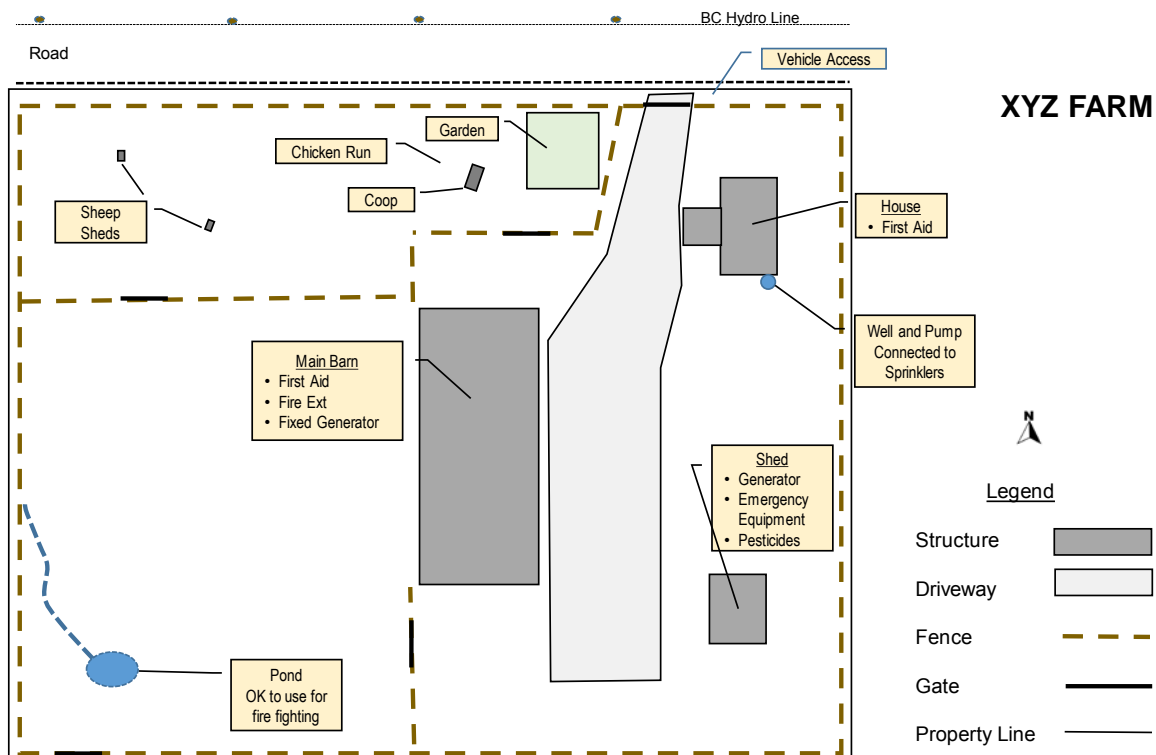 BC Hydro Line
Road
Vehicle Access
XYZ FARM
Garden
Chicken Run
Coop
Sheep
Sheds
House
• First Aid
Well and Pump
Connected to
Sprinklers
Main Barn
• First Aid
• Fire Ext
• Fixed Generator
N
Shed
• Generator
• Emergency
Equipment
• Pesticides
Pond
OK to use for
fire fighting
Legend
Structure
Driveway
Fence
Gate
Property Line